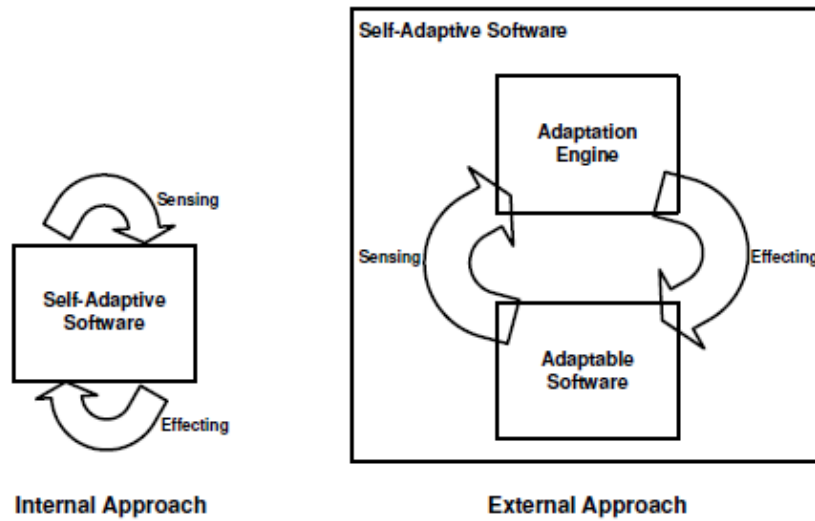 Self-Adaptive Software
Adaptation
Engine
Sensing
Self-Adaptive
Software
Effecting
Sensing
Effecting
Adaptable
Software
Internal Approach
External Approach